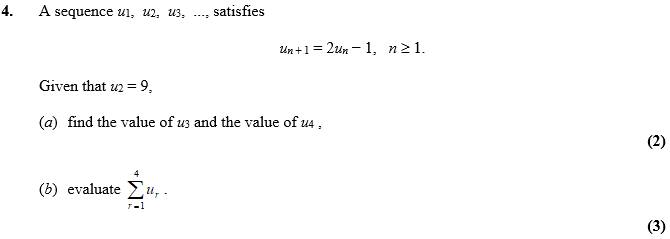 4. A sequence u1, u2, u3, ..., satisfies
un+1 = 2un − 1, n ≥ 1.
Given that u2 = 9,
(a) find the value of u3 and the value of u4 ,
(2)
(b) evaluate ∑_{r=1}^{4} u_r .
(3)